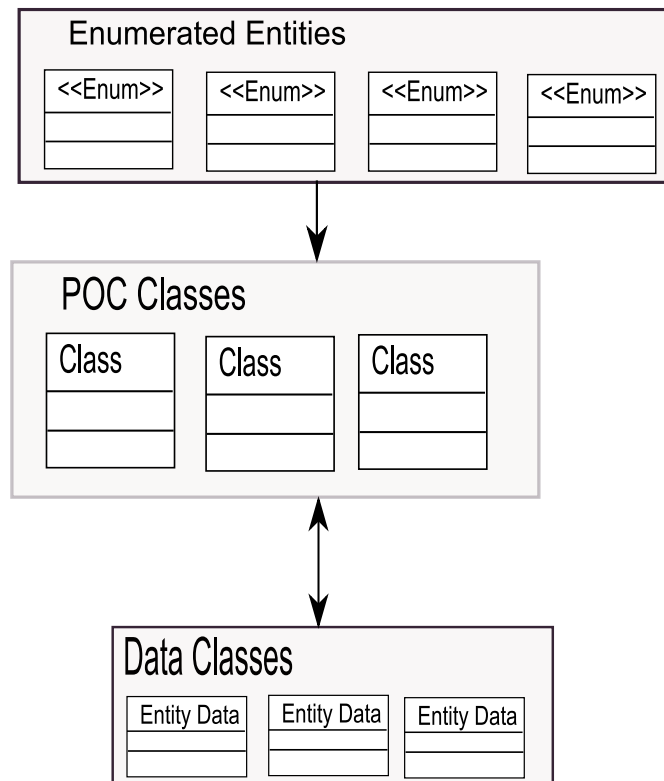 Enumerated Entities
<<Enum>> <<Enum>> <<Enum>> <<Enum>>
POC Classes
Class Class Class
Data Classes
Entity Data Entity Data Entity Data